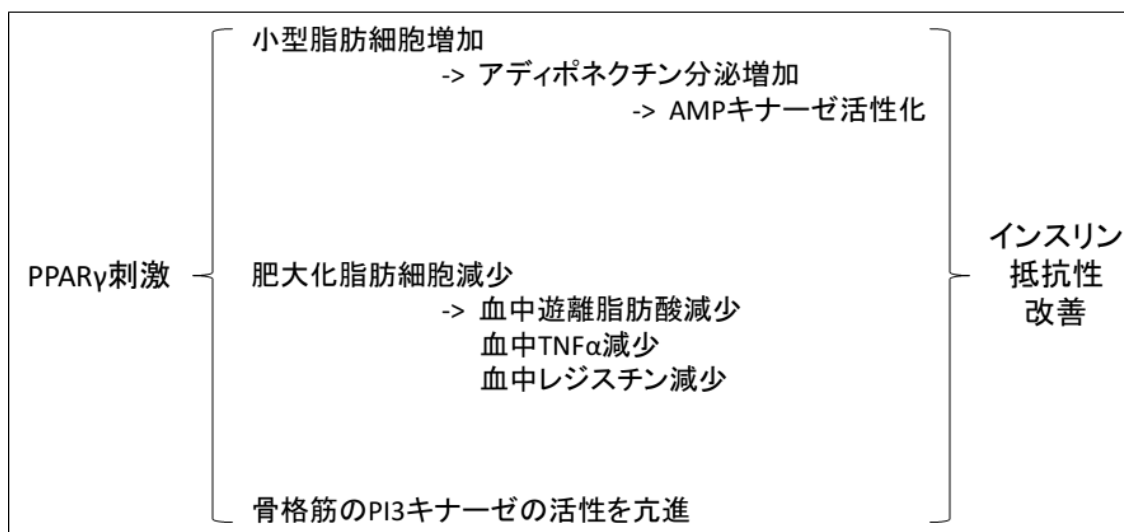 小型脂肪細胞増加
-> アディポネクチン分泌増加
-> AMPキナーゼ活性化
PPARγ刺激
肥大化脂肪細胞減少
-> 血中遊離脂肪酸減少
血中TNFα減少
血中レジスチン減少
骨格筋のPI3キナーゼの活性を亢進
インスリン
抵抗性
改善